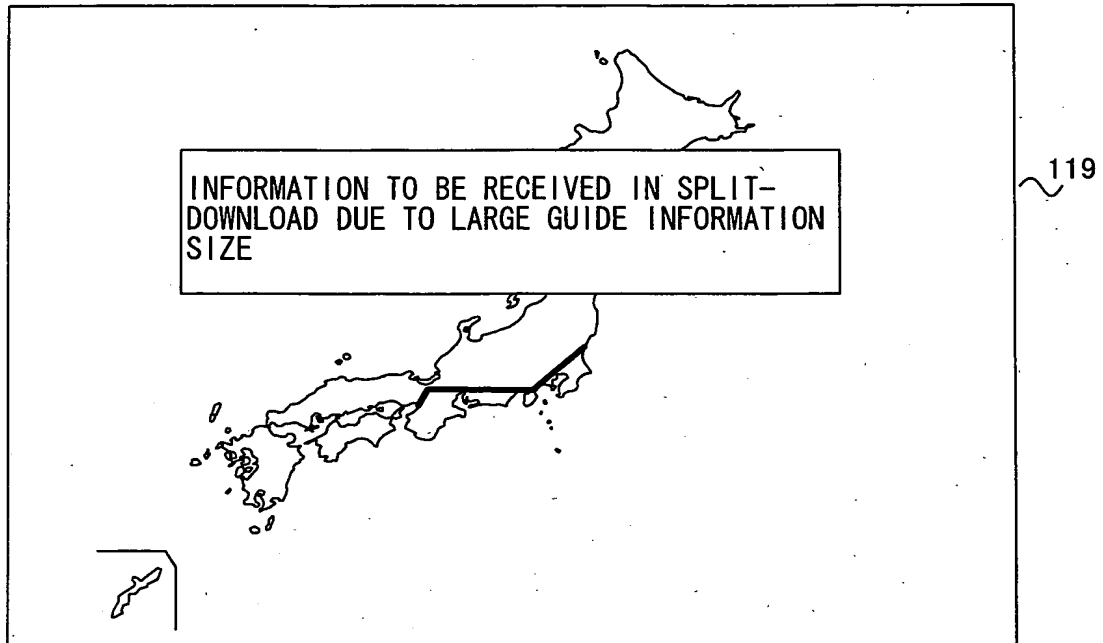 INFORMATION TO BE RECEIVED IN SPLIT-
DOWNLOAD DUE TO LARGE GUIDE INFORMATION
SIZE
119